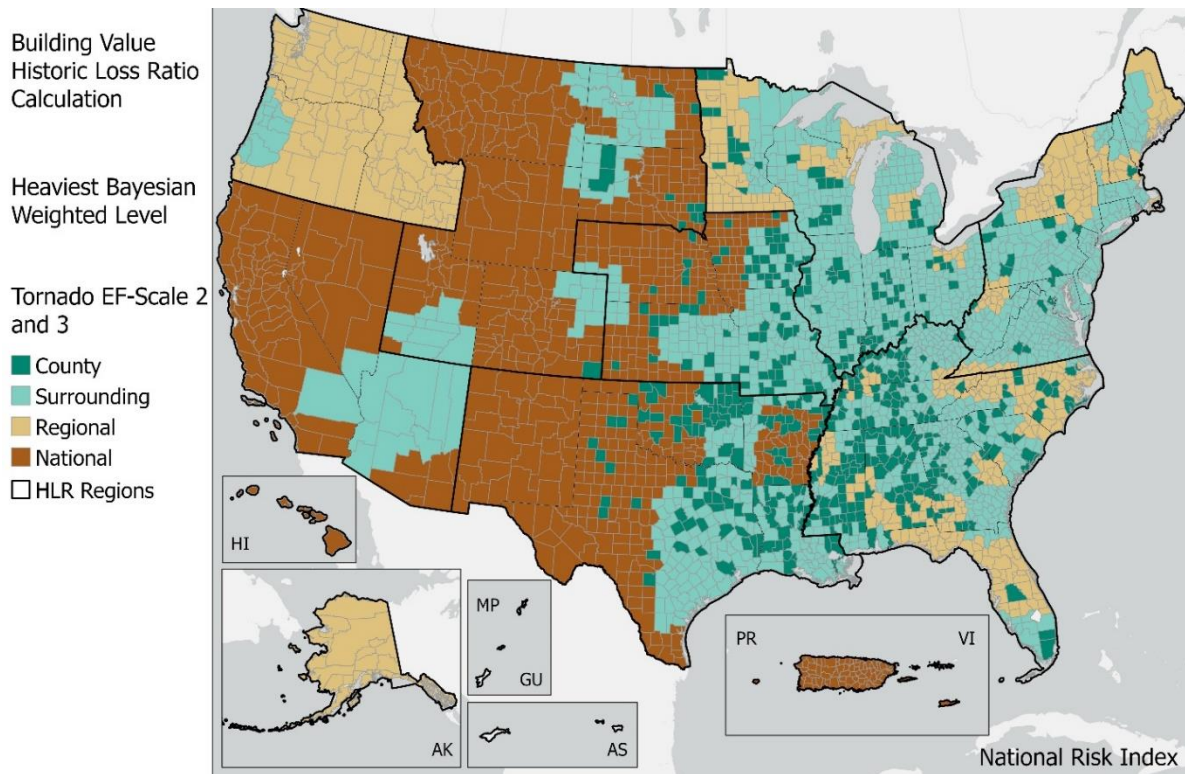 Building Value
Historic Loss Ratio
Calculation
Heaviest Bayesian
Weighted Level
Tornado EF-Scale 2
and 3
County
Surrounding
Regional
National
HLR Regions
HI
AK
MP
GU
AS
PR
VI
National Risk Index